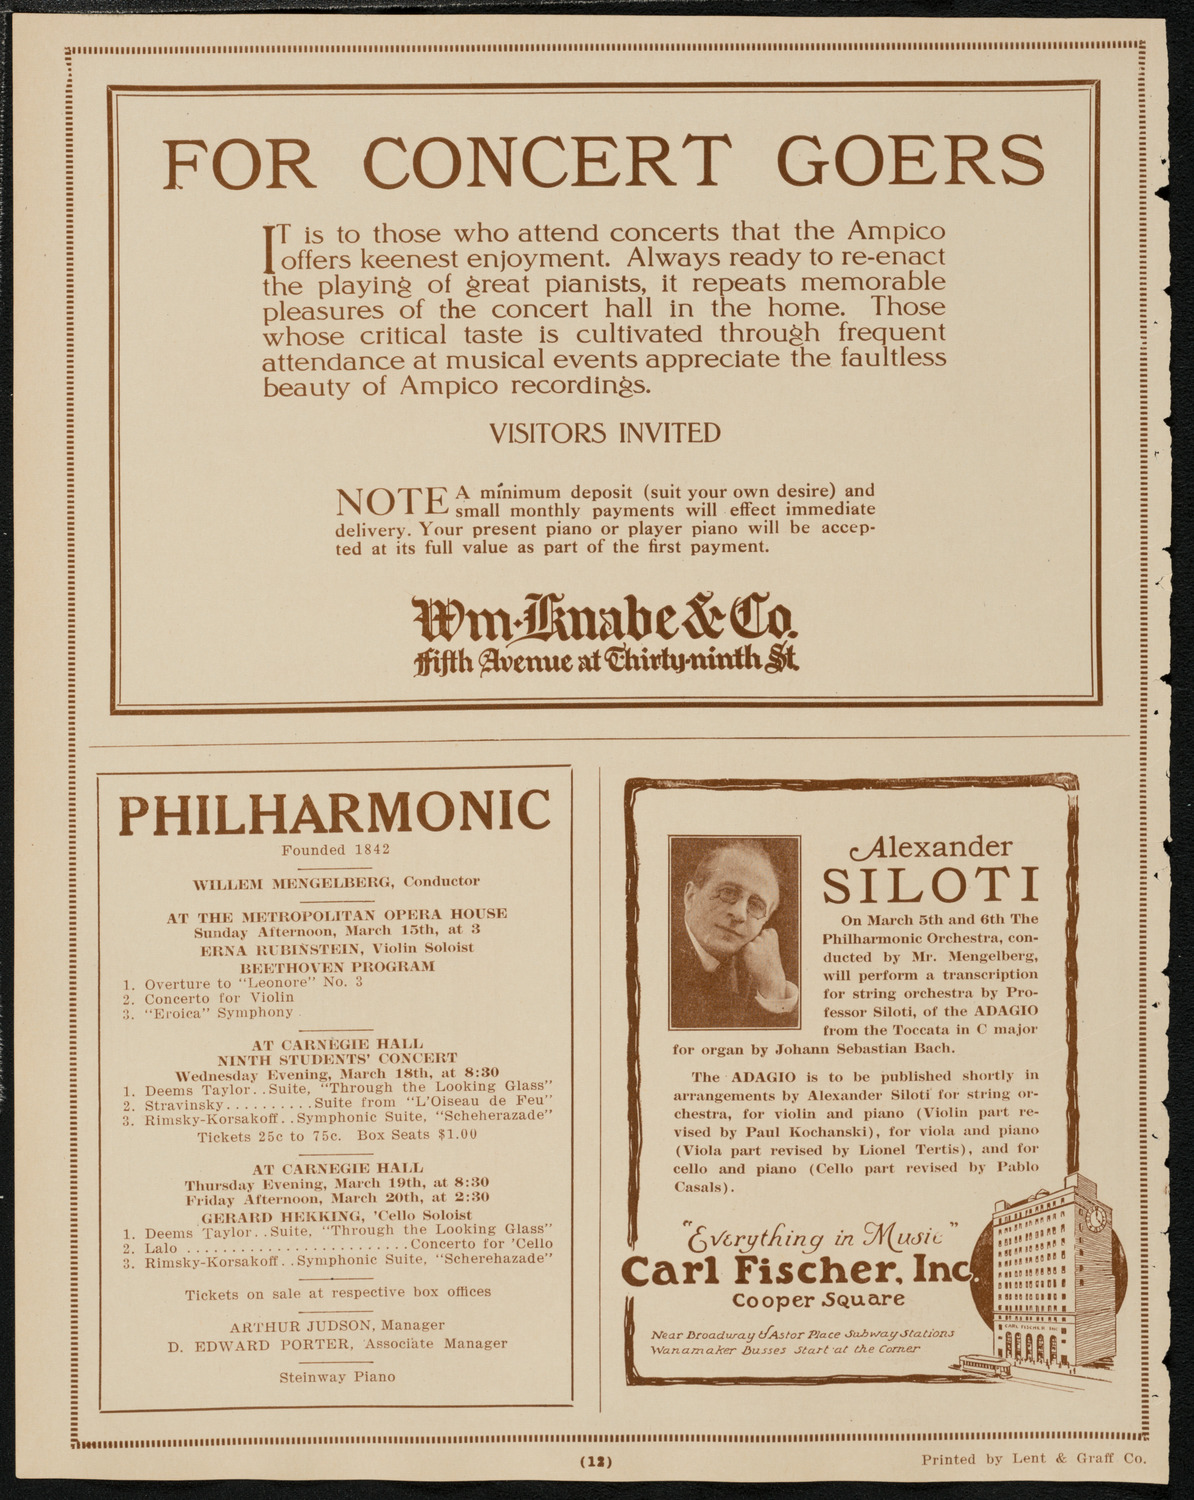 FOR CONCERT GOERS
IT is to those who attend concerts that the Ampico
offers keenest enjoyment. Always ready to re-enact
the playing of great pianists, it repeats memorable
pleasures of the concert hall in the home. Those
whose critical taste is cultivated through frequent
attendance at musical events appreciate the faultless
beauty of Ampico recordings.
VISITORS INVITED
NOTE A minimum deposit (suit your own desire) and
small monthly payments will effect immediate
delivery. Your present piano or player piano will be accep-
ted at its full value as part of the first payment.
Wm. Knabe & Co.
Fifth Avenue at Thirty-ninth St.
PHILHARMONIC
Founded 1842
WILLEM MENGELBERG, Conductor
AT THE METROPOLITAN OPERA HOUSE
Sunday Afternoon, March 15th, at 3
ERNA RUBINSTEIN, Violin Soloist
BEETHOVEN PROGRAM
1. Overture to "Leonore" No. 3
2. Concerto for Violin
3. "Eroica" Symphony
AT CARNEGIE HALL
NINTH STUDENTS' CONCERT
Wednesday Evening, March 18th, at 8:30
1. Deems Taylor..Suite, "Through the Looking Glass"
2. Stravinsky..........Suite from "L'Oiseau de Feu"
3. Rimsky-Korsakoff..Symphonic Suite, "Scheherazade"
Tickets 25c to 75c. Box Seats $1.00
AT CARNEGIE HALL
Thursday Evening, March 19th, at 8:30
Friday Afternoon, March 20th, at 2:30
GERARD HEKKING, 'Cello Soloist
1. Deems Taylor..Suite, "Through the Looking Glass"
2. Lalo .........................Concerto for 'Cello
3. Rimsky-Korsakoff..Symphonic Suite, "Scherehazade"
Tickets on sale at respective box offices
ARTHUR JUDSON, Manager
D. EDWARD PORTER, Associate Manager
Steinway Piano
Alexander
SILOTI
On March 5th and 6th The
Philharmonic Orchestra, con-
ducted by Mr. Mengelberg,
will perform a transcription
for string orchestra by Pro-
fessor Siloti, of the ADAGIO
from the Toccata in C major
for organ by Johann Sebastian Bach.
The ADAGIO is to be published shortly in
arrangements by Alexander Siloti for string or-
chestra, for violin and piano (Violin part re-
vised by Paul Kochanski), for viola and piano
(Viola part revised by Lionel Tertis), and for
cello and piano (Cello part revised by Pablo
Casals).
"Everything in Music"
Carl Fischer, Inc.
Cooper Square
CARL FISCHER INC
Near Broadway & Astor Place Subway Stations
Wanamaker Busses Start at the Corner
(12)
Printed by Lent & Graff Co.